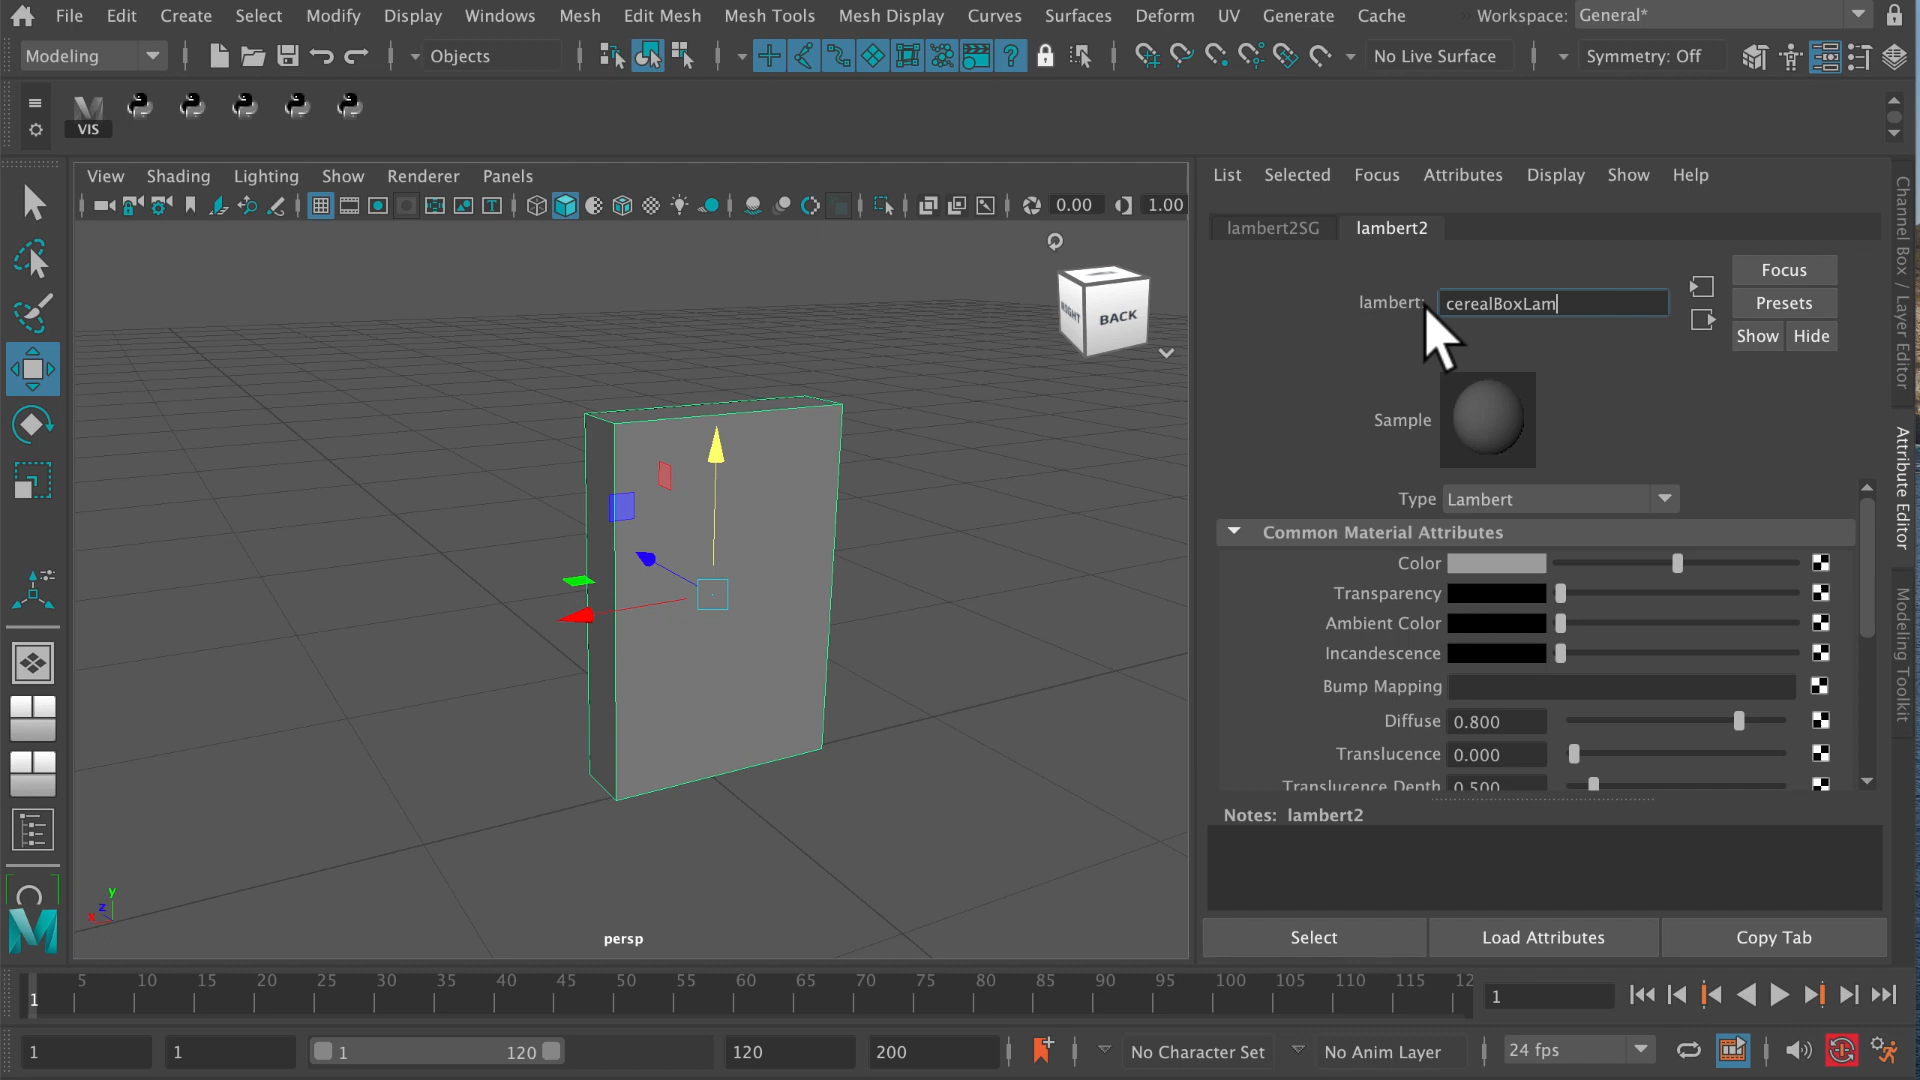 File Edit Create Select Modify Display Windows Mesh Edit Mesh Mesh Tools Mesh Display Curves Surfaces Deform UV Generate Cache Workspace: General*
Modeling Objects No Live Surface Symmetry: Off
VIS
View Shading Lighting Show Renderer Panels
0.00 1.00
RIGHT BACK
persp
y
z
x
List Selected Focus Attributes Display Show Help
lambert2SG lambert2
lambert: cerealBoxLam
Focus
Presets
Show Hide
Sample
Type Lambert
Common Material Attributes
Color
Transparency
Ambient Color
Incandescence
Bump Mapping
Diffuse 0.800
Translucence 0.000
Translucence Depth 0.500
Notes: lambert2
Select Load Attributes Copy Tab
Channel Box / Layer Editor
Attribute Editor
Modeling Toolkit
5 10 15 20 25 30 35 40 45 50 55 60 65 70 75 80 85 90 95 100 105 110 115 12
1 1
1 1 1 120 120 200 No Character Set No Anim Layer 24 fps